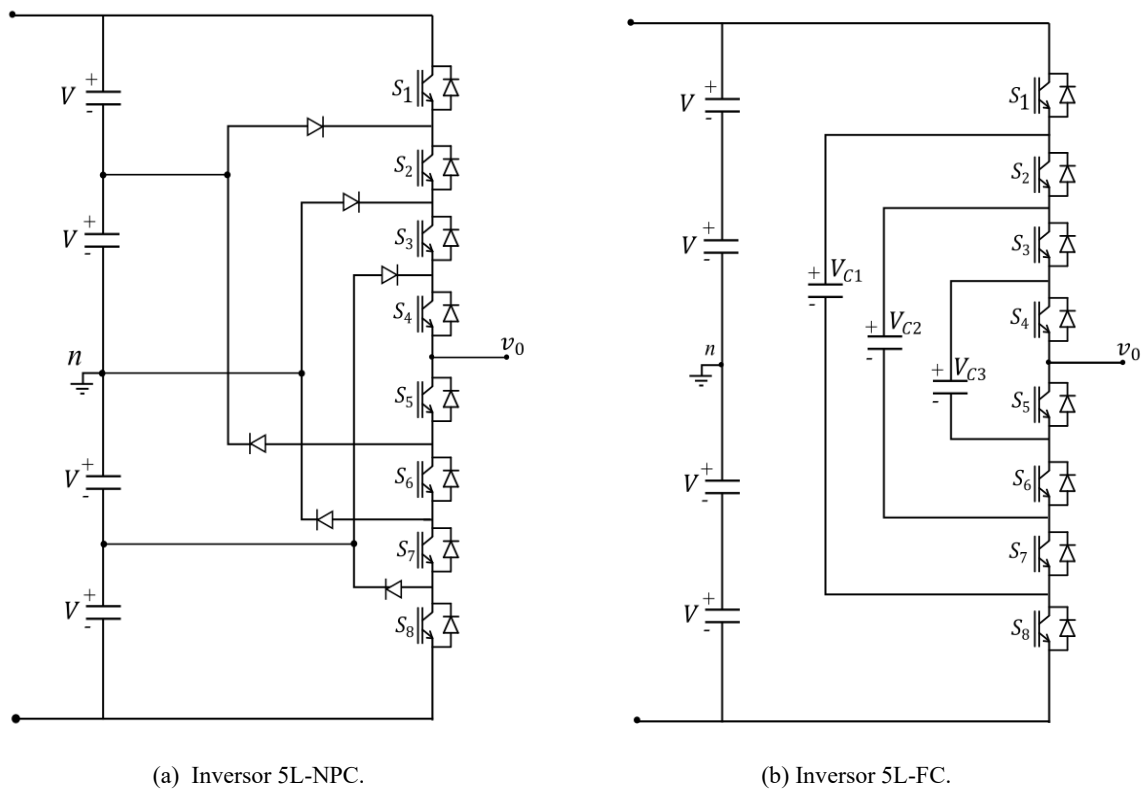 S1
V
+
-
S2
V
+
-
S3
S4
n
v0
S5
V
+
-
S6
S7
V
+
-
S8
(a) Inversor 5L-NPC.
S1
V
+
-
S2
V
+
-
S3
+
VC1
-
S4
+
VC2
-
n
v0
+
VC3
-
S5
V
+
-
S6
S7
V
+
-
S8
(b) Inversor 5L-FC.